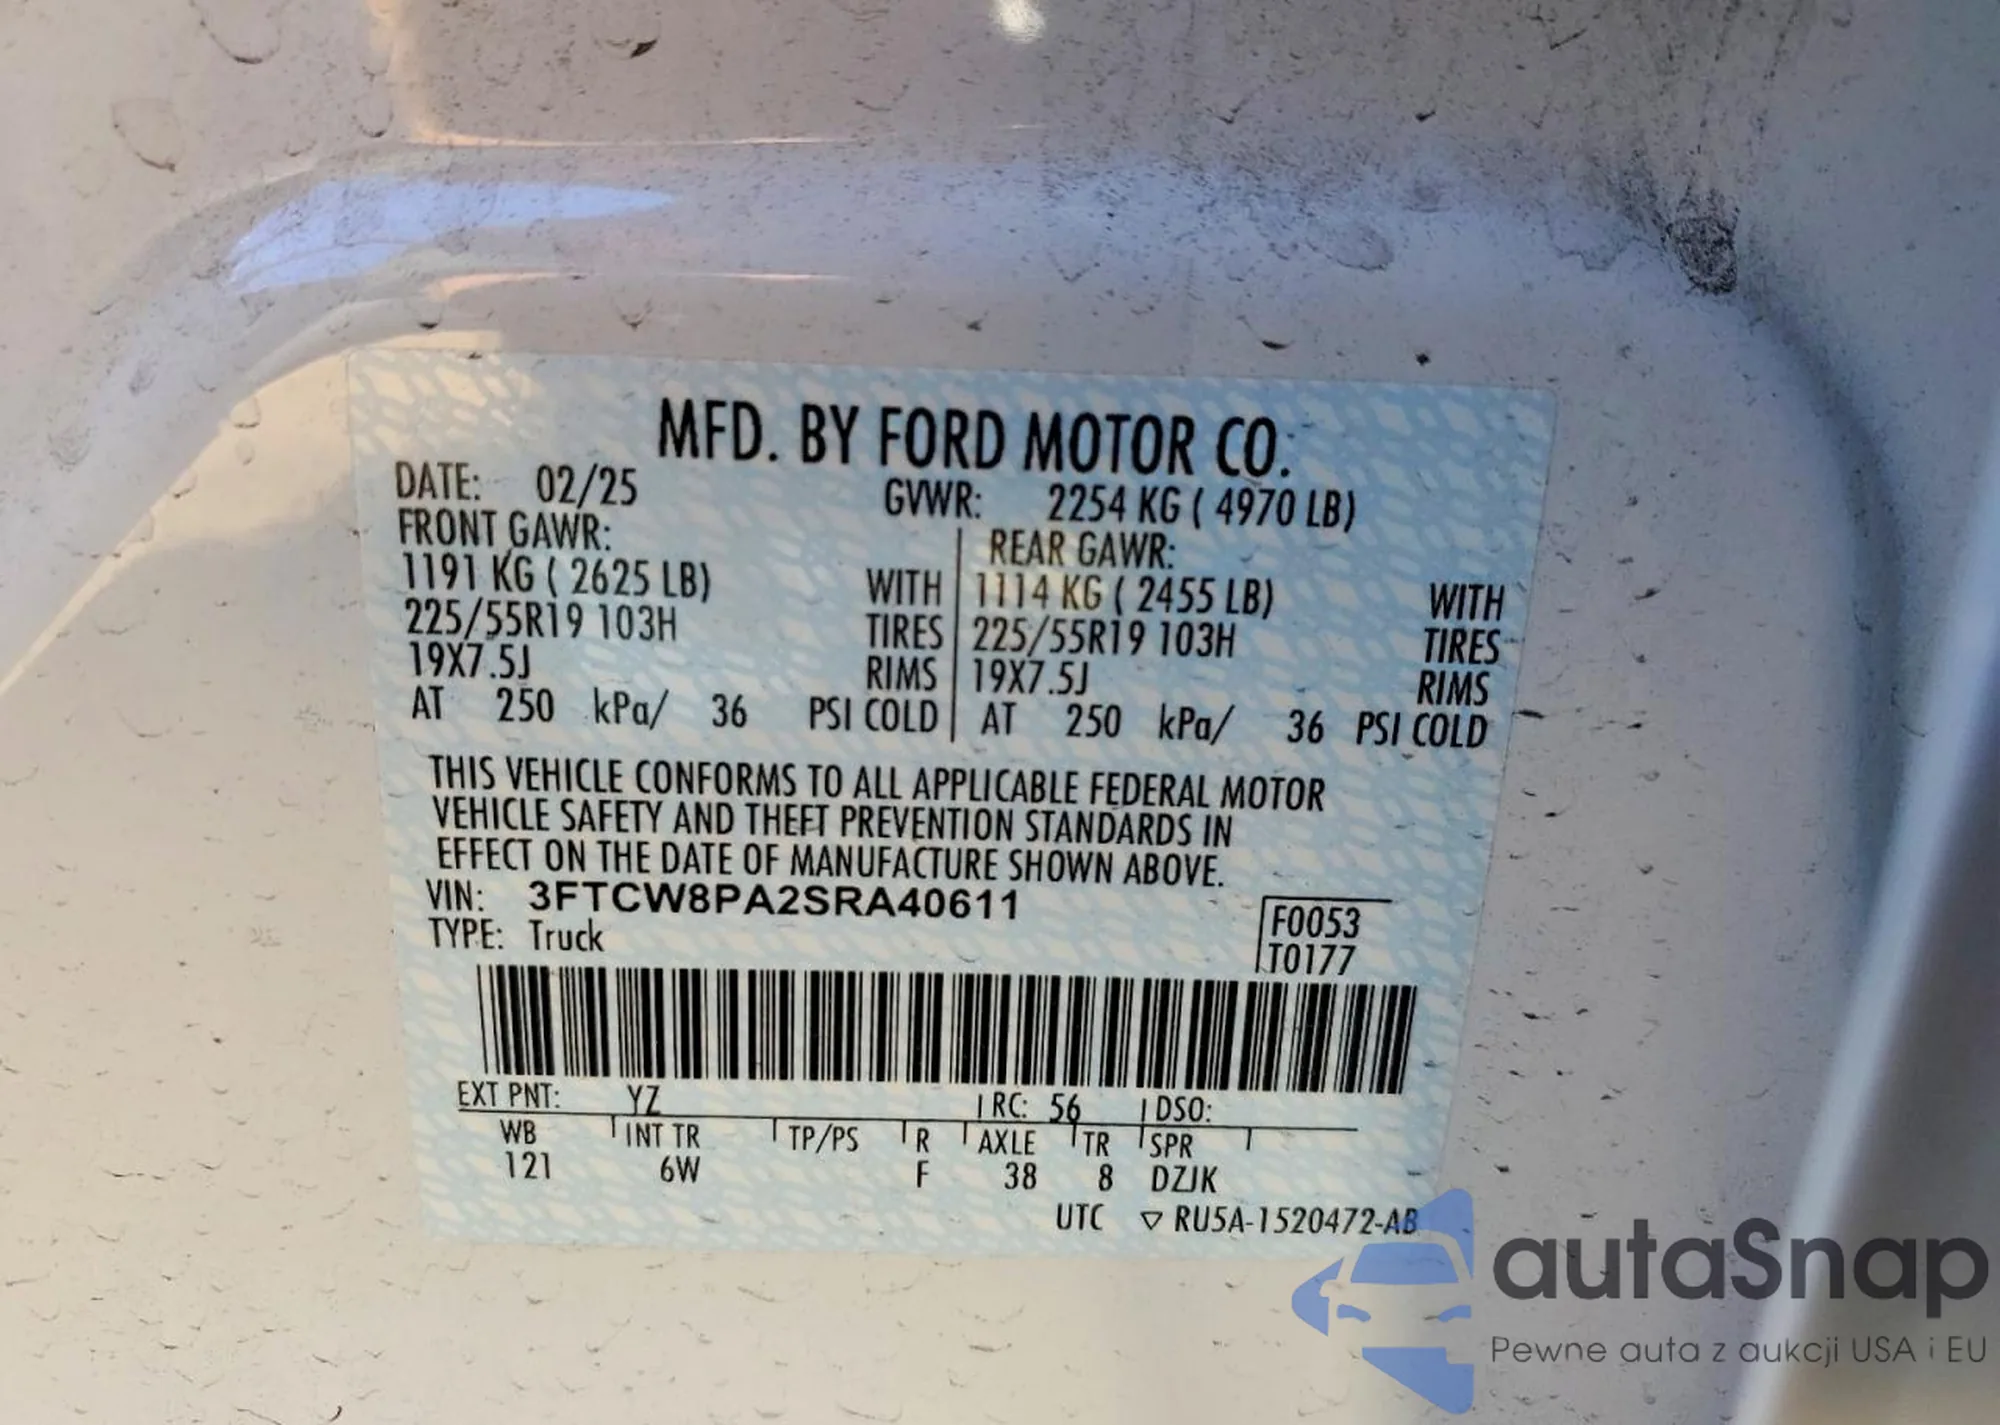 MFD. BY FORD MOTOR CO.
DATE: 02/25 GVWR: 2254 KG ( 4970 LB)
FRONT GAWR: REAR GAWR:
1191 KG ( 2625 LB) WITH 1114 KG ( 2455 LB) WITH
225/55R19 103H TIRES 225/55R19 103H TIRES
19X7.5J RIMS 19X7.5J RIMS
AT 250 kPa/ 36 PSI COLD AT 250 kPa/ 36 PSI COLD
THIS VEHICLE CONFORMS TO ALL APPLICABLE FEDERAL MOTOR
VEHICLE SAFETY AND THEFT PREVENTION STANDARDS IN
EFFECT ON THE DATE OF MANUFACTURE SHOWN ABOVE.
VIN: 3FTCW8PA2SRA40611
TYPE: Truck
F0053
T0177
EXT PNT: YZ RC: 56 DSO:
WB INT TR TP/PS R AXLE TR SPR
121 6W F 38 8 DZJK
UTC ▽ RU5A-1520472-AB
autaSnap
Pewne auta z aukcji USA i EU